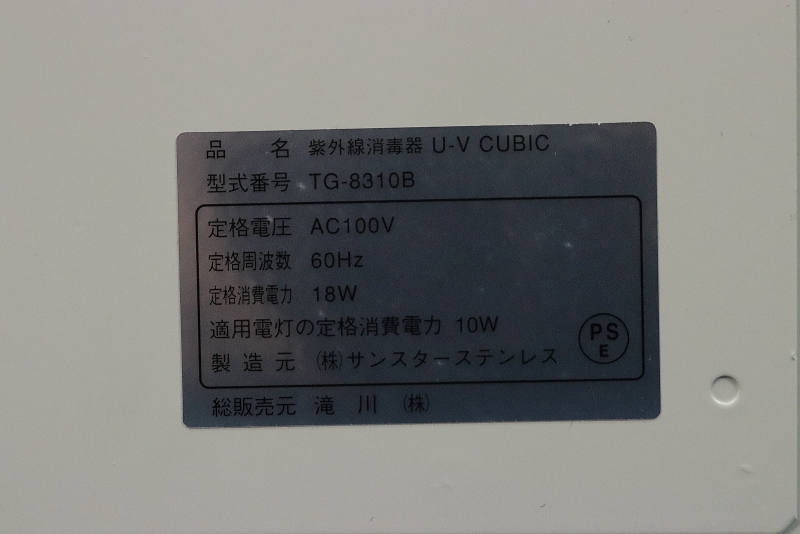 品名 紫外線消毒器 U-V CUBIC
型式番号 TG-8310B
定格電圧 AC100V
定格周波数 60Hz
定格消費電力 18W
適用電灯の定格消費電力 10W
製造元 ㈱サンスターステンレス
PS
E
総販売元 滝川 ㈱